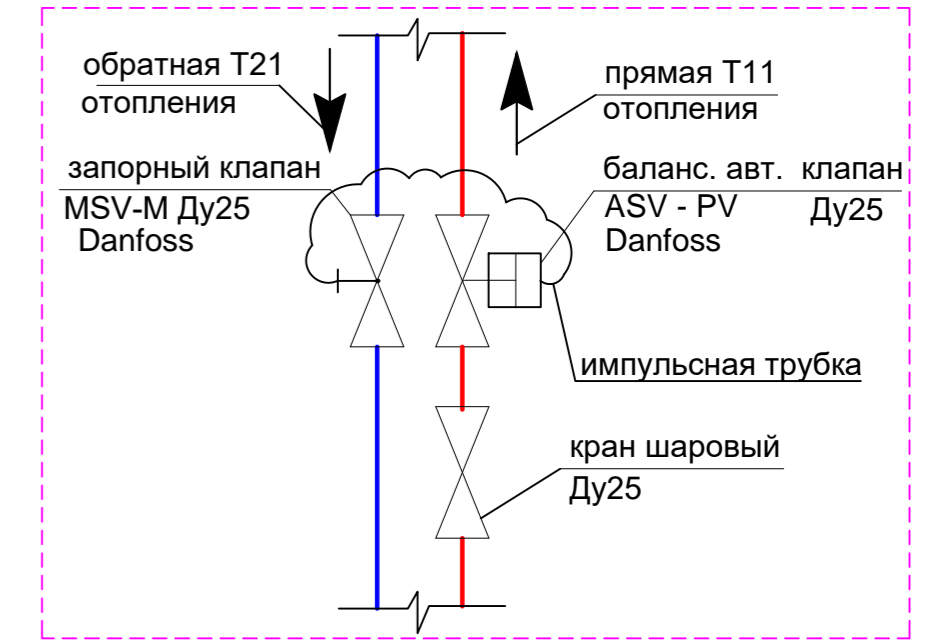 обратная Т21
отопления
прямая Т11
отопления
запорный клапан
MSV-M Ду25
Danfoss
баланс. авт. клапан
ASV - PV Ду25
Danfoss
импульсная трубка
кран шаровый
Ду25